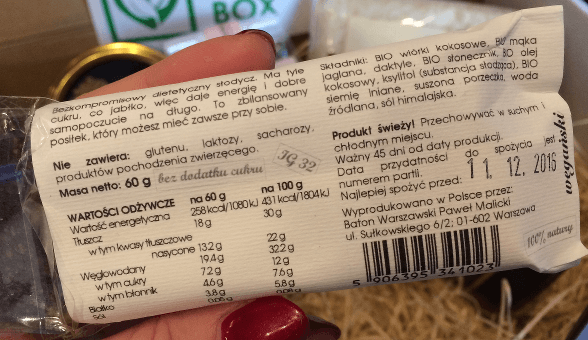 BOX
Bezkompromisowy dietetyczny słodycz. Ma tyle
cukru, co jabłko, więc daje energię i dobre
samopoczucie na długo. To zbilansowany
posiłek, który możesz mieć zawsze przy sobie.
Nie zawiera: glutenu, laktozy, sacharozy,
produktów pochodzenia zwierzęcego.
Masa netto: 60 g bez dodatku cukru
IG 32
WARTOŚCI ODŻYWCZE na 60 g na 100 g
Wartość energetyczna 258 kcal/1080 kJ 431 kcal/1804 kJ
Tłuszcz 18 g 30 g
w tym kwasy tłuszczowe
nasycone 13.2 g 22 g
Węglowodany 19.4 g 32.2 g
w tym cukry 7.2 g 12 g
w tym błonnik 4.6 g 7.6 g
Białko 3.8 g 5.8 g
Sól 0.05 g
Składniki: BIO wiórki kokosowe, BIO mąka
jaglana, daktyle, BIO słonecznik, BIO olej
kokosowy, ksylitol (substancja słodząca), BIO
siemię lniane, suszona porzeczka, woda
źródlana, sól himalajska.
Produkt świeży! Przechowywać w suchym i
chłodnym miejscu.
Ważny 45 dni od daty produkcji.
Data przydatności do spożycia jest
numerem partii.
Najlepiej spożyć przed: 11. 12. 2016
Wyprodukowano w Polsce przez:
Baton Warszawski Paweł Malicki
ul. Sułkowskiego 6/2; 01-602 Warszawa
5 906395 341023
wegański
100% natury